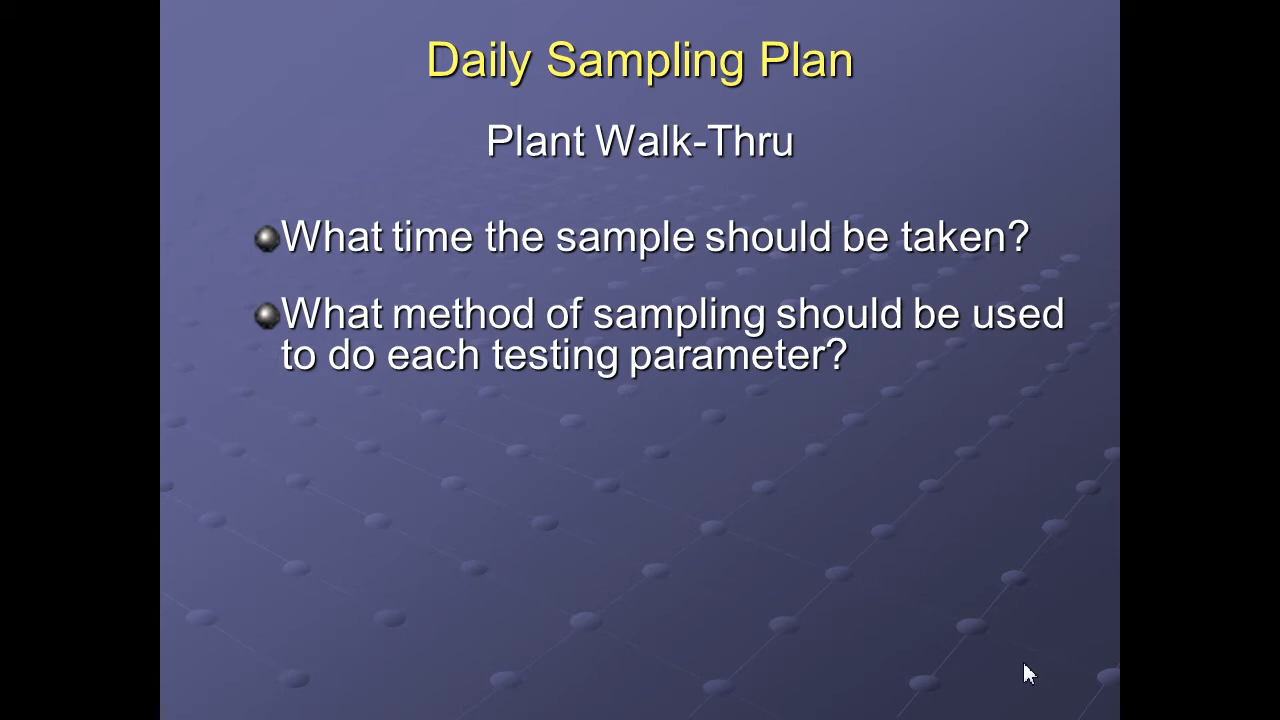 Daily Sampling Plan
Plant Walk-Thru
What time the sample should be taken?
What method of sampling should be used
to do each testing parameter?